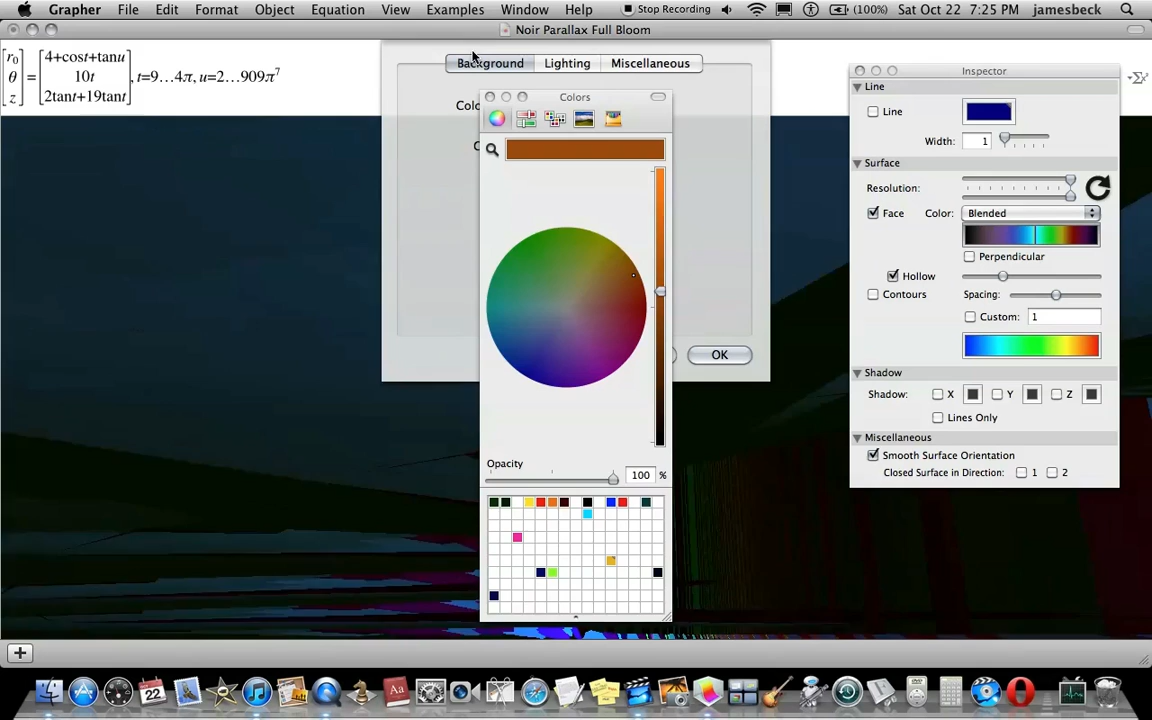 Grapher File Edit Format Object Equation View Examples Window Help Stop Recording (100%) Sat Oct 22 7:25 PM jamesbeck
Noir Parallax Full Bloom
r0 4+cost+tanu
θ = 10t , t=9…4π, u=2…909π⁷
z 2tant+19tant
Σx²
Background Lighting Miscellaneous
Colors
OK
Opacity
100 %
Inspector
Line
Line
Width: 1
Surface
Resolution:
Face Color: Blended
Perpendicular
Hollow
Contours Spacing:
Custom: 1
Shadow
Shadow: X Y Z
Lines Only
Miscellaneous
Smooth Surface Orientation
Closed Surface in Direction: 1 2
22
Aa